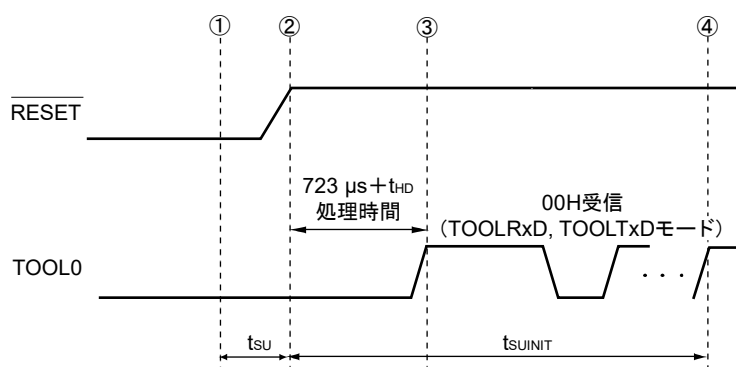 ① ② ③ ④
RESET
723 µs＋tHD
処理時間
00H受信
（TOOLRxD, TOOLTxDモード）
TOOL0
・・・
tSU
tSUINIT